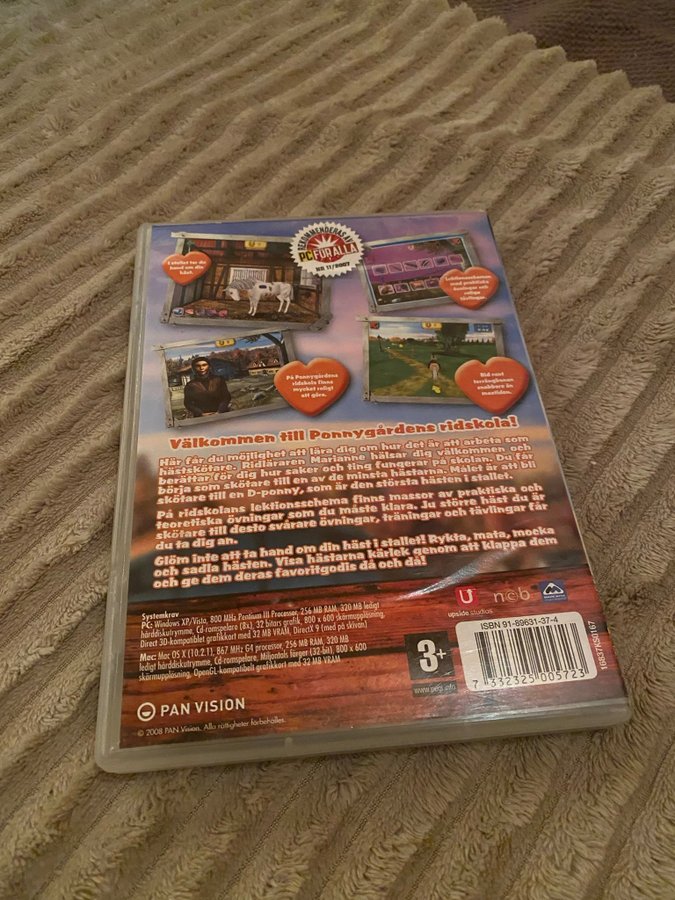 REKOMMENDERAS AV
PC FÖR ALLA
NR 11/2007
I stallet tar du
hand om din
häst.
Lektionsschemen
med praktiska
övningar och
roliga
tävlingar.
På Ponnygårdens
ridskola finns
mycket roligt
att göra.
Rid runt
terrängbanan
snabbare än
maxtiden.
Välkommen till Ponnygårdens ridskola!
Här får du möjlighet att lära dig om hur det är att arbeta som
hästskötare. Ridläraren Marianne hälsar dig välkommen och
berättar för dig hur saker och ting fungerar på skolan. Du får
börja som skötare till en av de minsta hästarna. Målet är att bli
skötare till en D-ponny, som är den största hästen i stallet.
På ridskolans lektionsschema finns massor av praktiska och
teoretiska övningar som du måste klara. Ju större häst du är
skötare till desto svårare övningar, träningar och tävlingar får
du ta dig an.
Glöm inte att ta hand om din häst i stallet! Rykta, mata, mocka
och sadla hästen. Visa hästarna kärlek genom att klappa dem
och ge dem deras favoritgodis då och då!
Systemkrav
PC: Windows XP/Vista, 800 MHz Pentium III Processor, 256 MB RAM, 320 MB ledigt
hårddiskutrymme, Cd-romspelare (8x), 32 bitars grafik, 800 x 600 skärmupplösning,
Direct 3D-kompatibelt grafikkort med 32 MB VRAM, DirectX 9 (med på skivan).
Mac: Mac OS X (10.2.1), 867 MHz G4 processor, 256 MB RAM, 320 MB
ledigt hårddiskutrymme, Cd-romspelare, Miljontals färger (32-bit), 800 x 600
skärmupplösning, OpenGL-kompatibelt grafikkort med 32 MB VRAM
upside studios
ncb
3+
www.pegi.info
ISBN 91-89631-37-4
7 332325 005723
16537KS0167
PAN VISION
© 2008 PAN Vision. Alla rättigheter förbehålles.